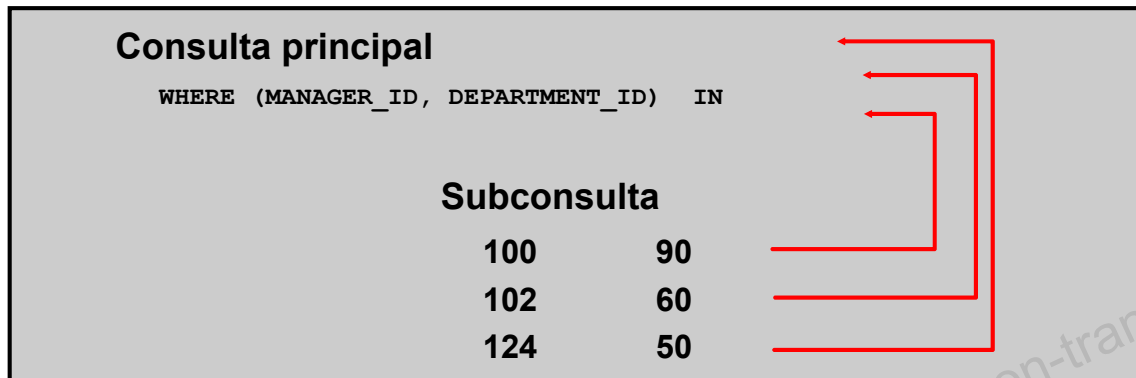 Consulta principal
WHERE (MANAGER_ID, DEPARTMENT_ID) IN
Subconsulta
100 90
102 60
124 50